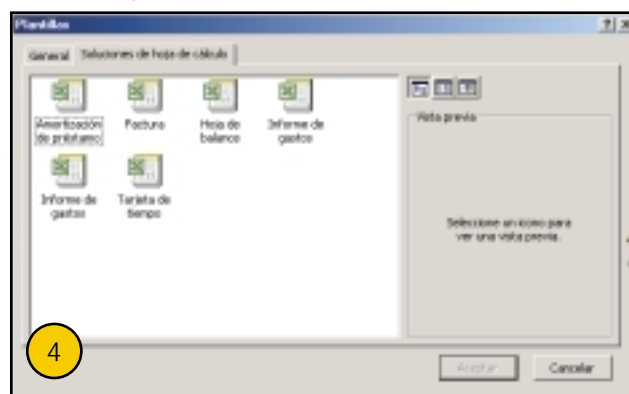 Plantillas
General Soluciones de hoja de cálculo
Amortización de préstamo
Factura
Hoja de balance
Informe de gastos
Informe de gastos
Tarjeta de tiempo
Vista previa
Seleccione un icono para
ver una vista previa.
4
Aceptar Cancelar